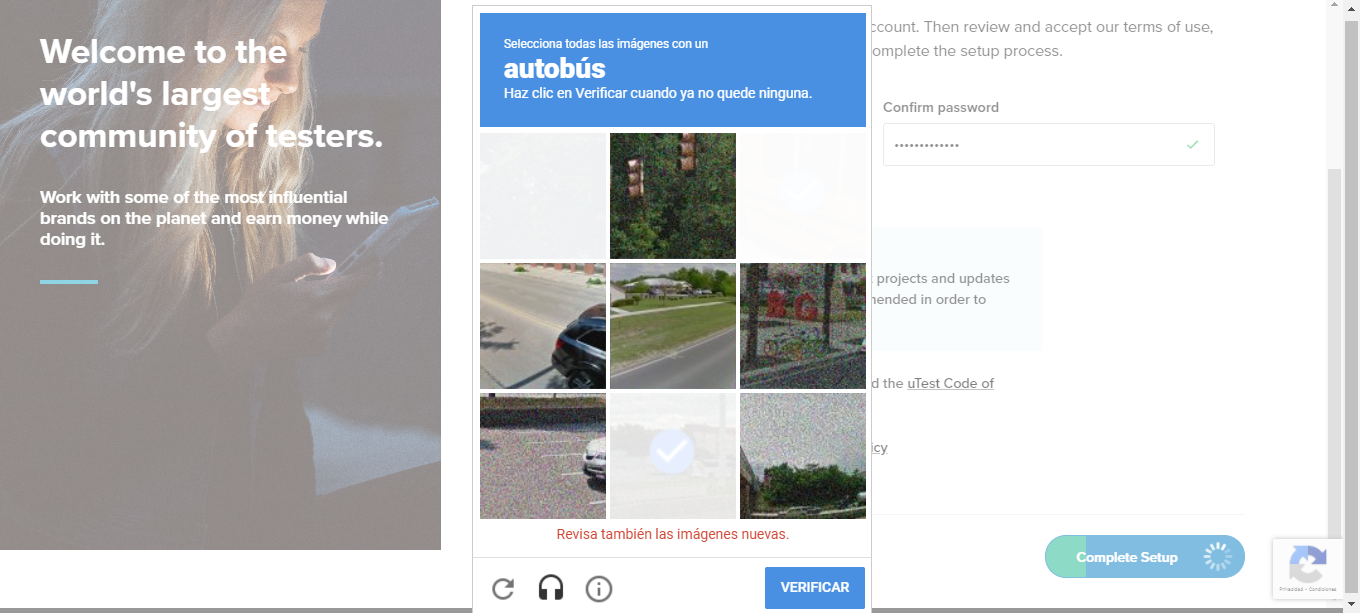 Welcome to the
world's largest
community of testers.
Work with some of the most influential
brands on the planet and earn money while
doing it.
Selecciona todas las imágenes con un
autobús
Haz clic en Verificar cuando ya no quede ninguna.
Revisa también las imágenes nuevas.
VERIFICAR
ccount. Then review and accept our terms of use,
omplete the setup process.
Confirm password
projects and updates
nended in order to
d the uTest Code of
icy
Complete Setup
Privacidad - Condiciones